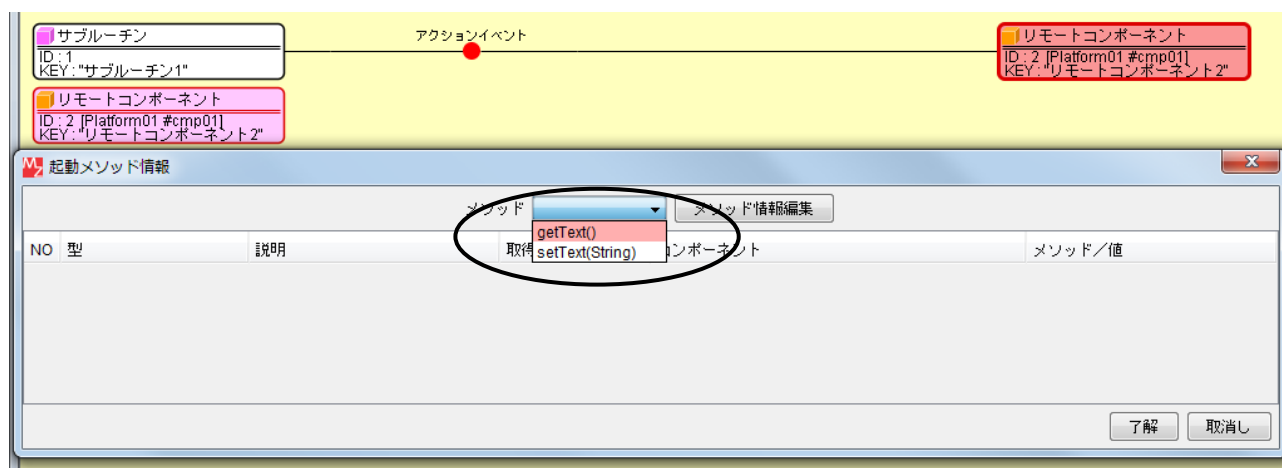 サブルーチン
ID : 1
KEY : "サブルーチン1"
アクションイベント
リモートコンポーネント
ID : 2 [Platform01 #cmp01]
KEY : "リモートコンポーネント2"
リモートコンポーネント
ID : 2 [Platform01 #cmp01]
KEY : "リモートコンポーネント2"
起動メソッド情報
メソッド メソッド情報編集
getText()
setText(String)
NO 型 説明 取得 コンポーネント メソッド／値
了解 取消し